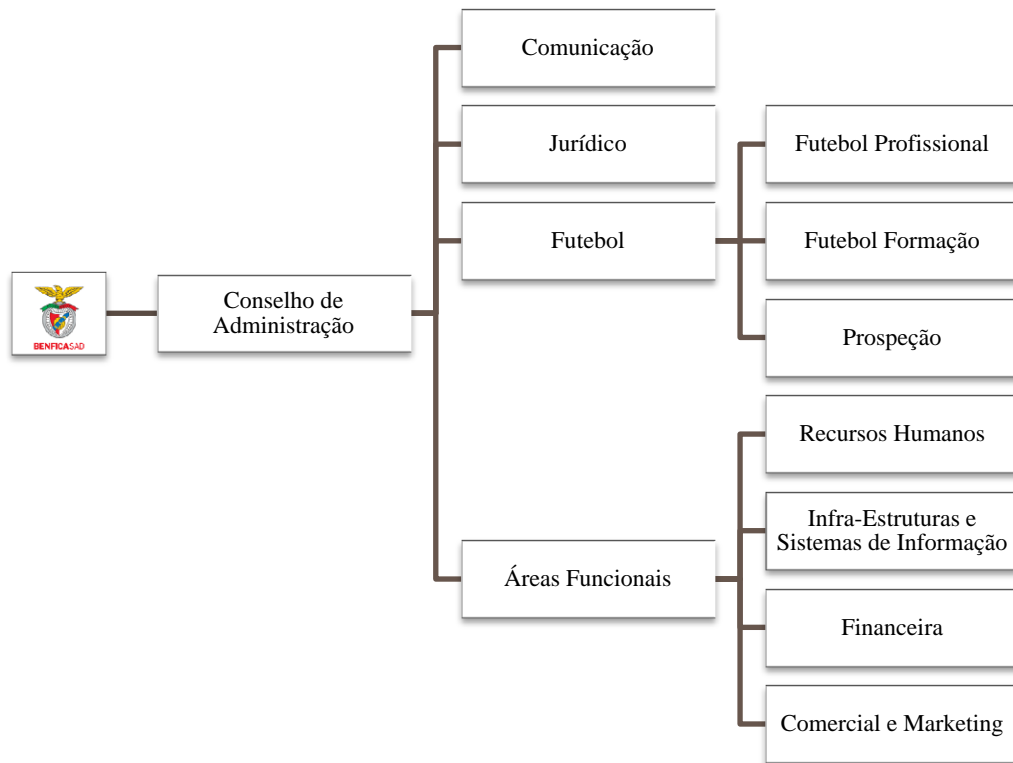 Comunicação
Jurídico
Futebol Profissional
Futebol
Futebol Formação
BENFICASAD
Conselho de
Administração
Prospeção
Recursos Humanos
Infra-Estruturas e
Sistemas de Informação
Áreas Funcionais
Financeira
Comercial e Marketing